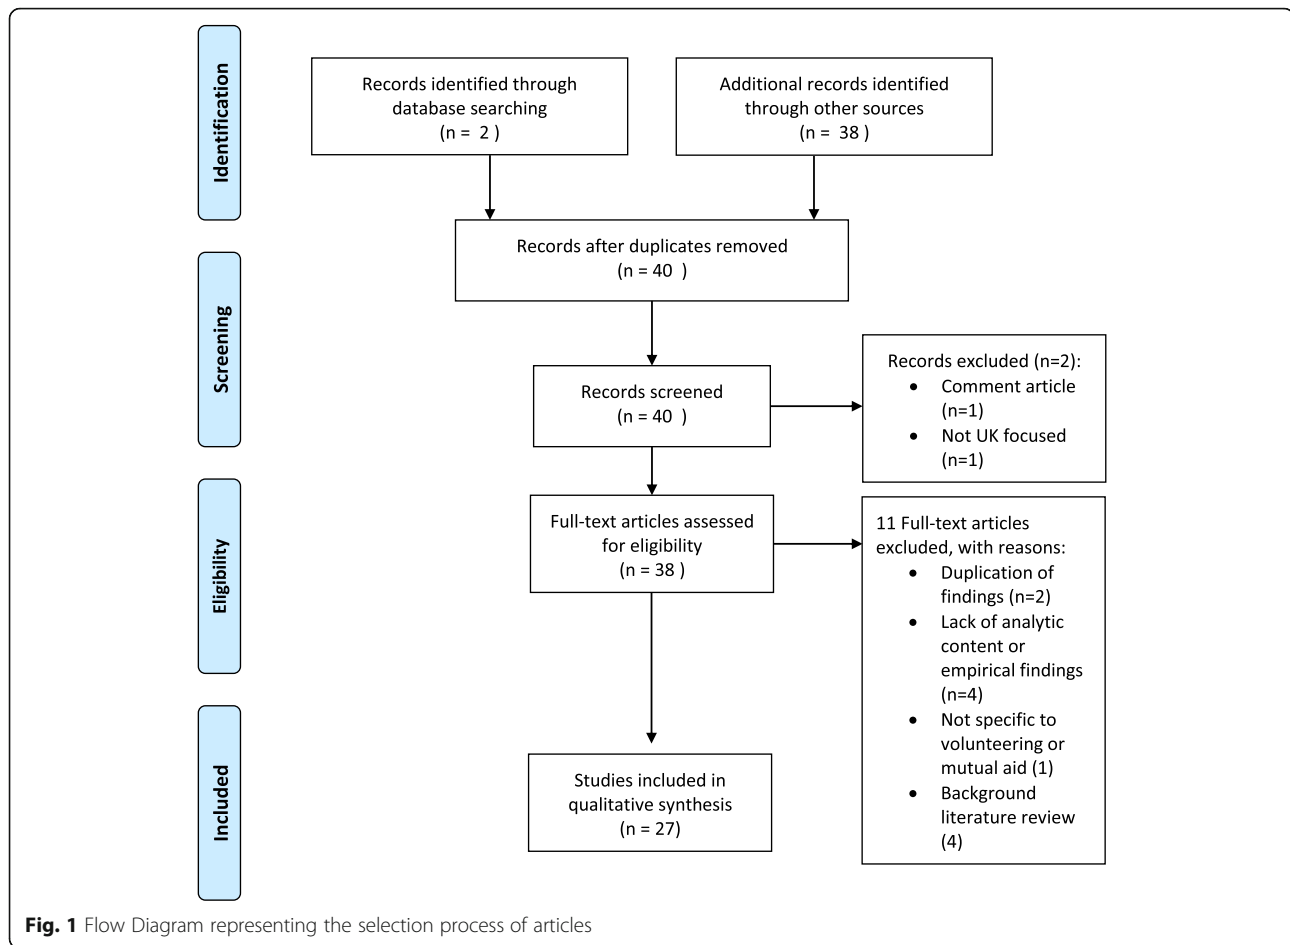 Identification
Records identified through
database searching
(n = 2 )
Additional records identified
through other sources
(n = 38 )
Records after duplicates removed
(n = 40 )
Screening
Records screened
(n = 40 )
Records excluded (n=2):
• Comment article
(n=1)
• Not UK focused
(n=1)
Eligibility
Full-text articles assessed
for eligibility
(n = 38 )
11 Full-text articles
excluded, with reasons:
• Duplication of
findings (n=2)
• Lack of analytic
content or
empirical findings
(n=4)
• Not specific to
volunteering or
mutual aid (1)
• Background
literature review
(4)
Included
Studies included in
qualitative synthesis
(n = 27)
Fig. 1 Flow Diagram representing the selection process of articles